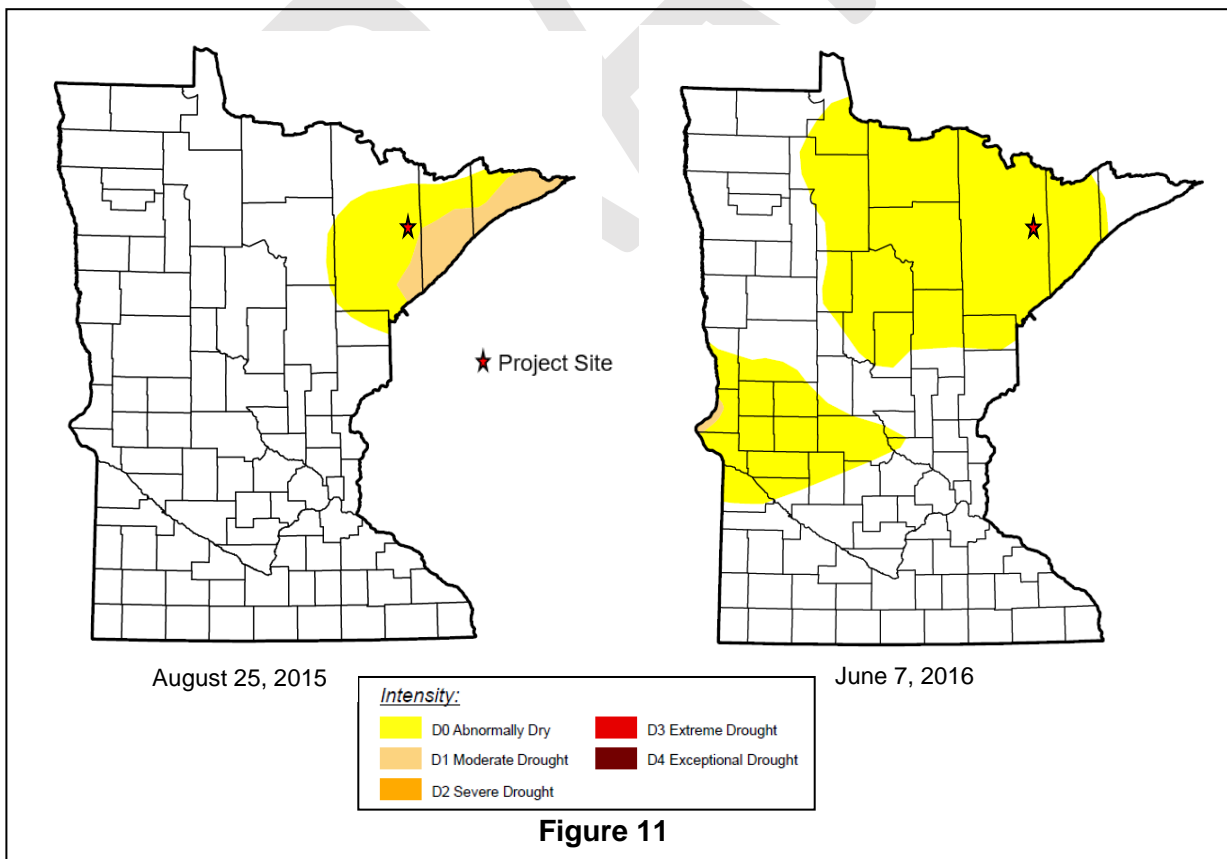 Project Site
August 25, 2015
June 7, 2016
Intensity:
D0 Abnormally Dry
D3 Extreme Drought
D1 Moderate Drought
D4 Exceptional Drought
D2 Severe Drought
Figure 11